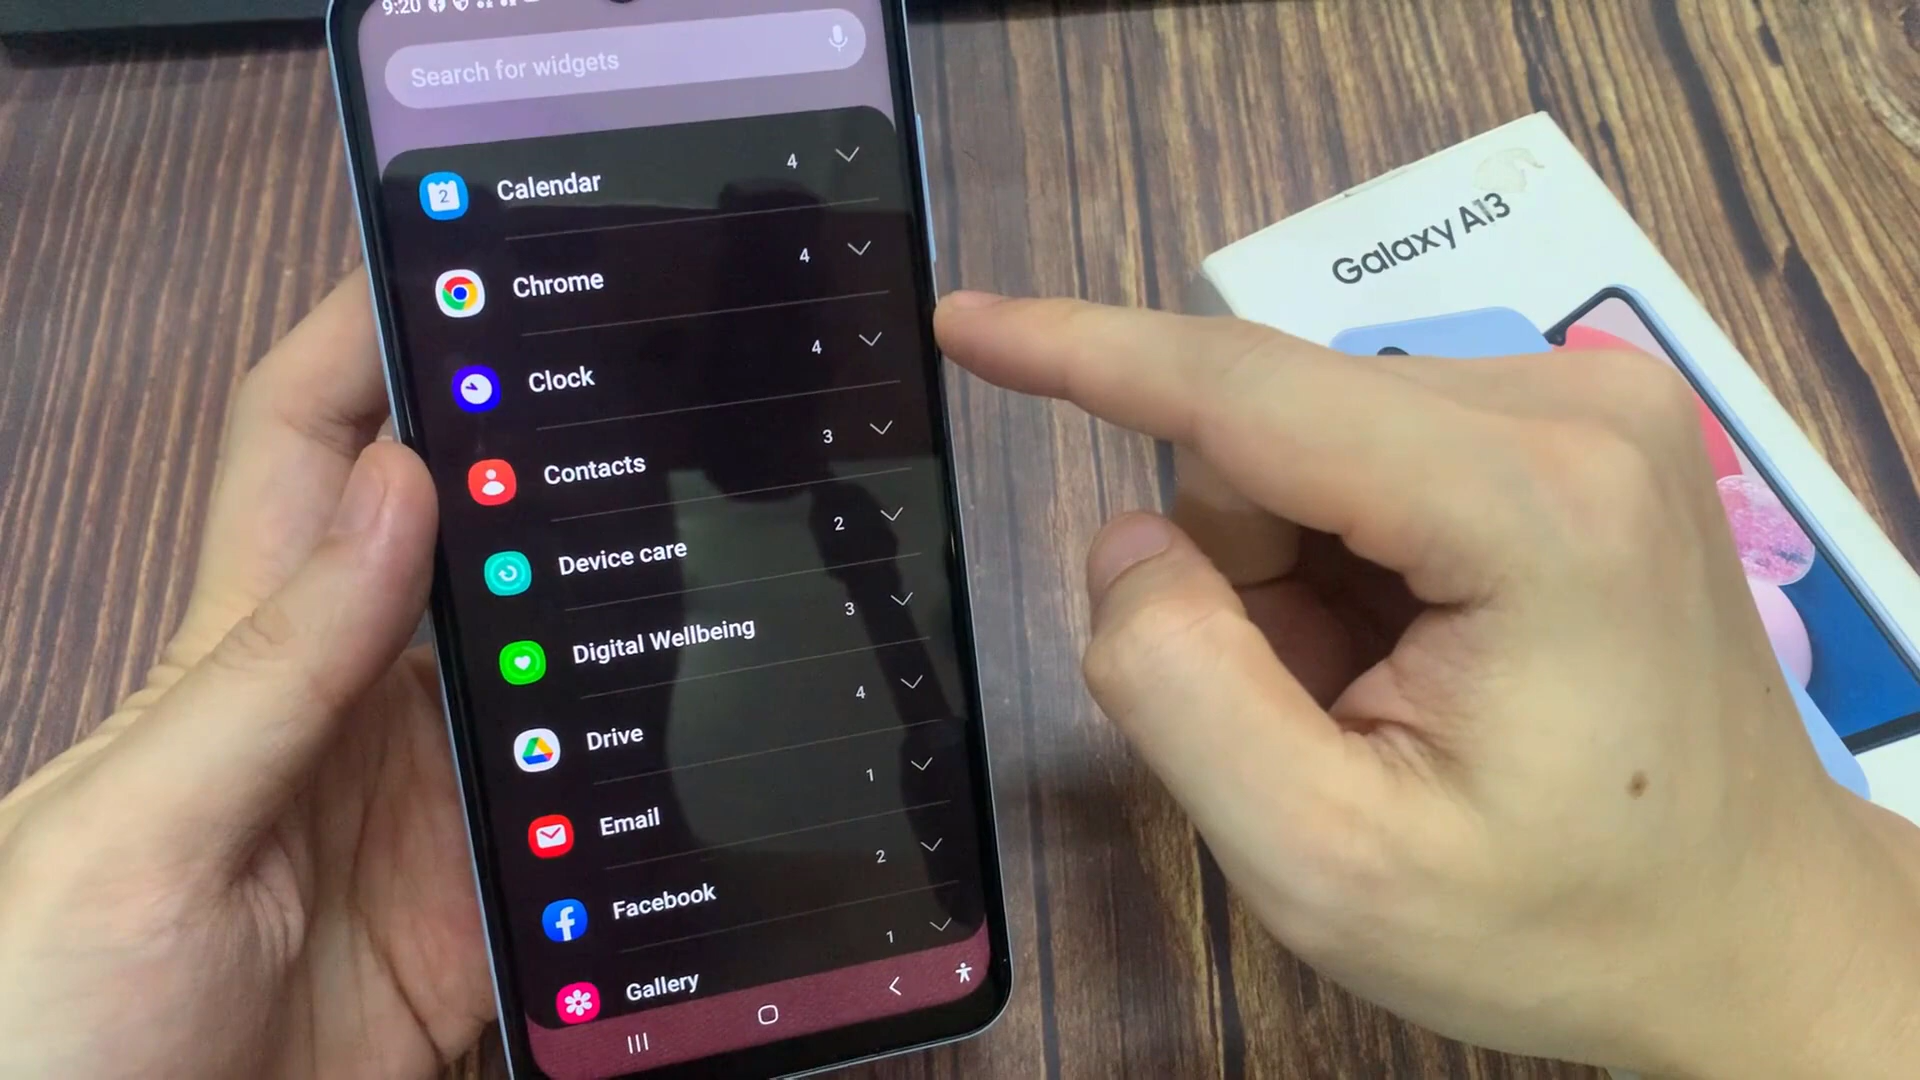 9:20
Search for widgets
2 Calendar 4
Chrome 4
Clock 4
Contacts 3
Device care 2
Digital Wellbeing 3
Drive 4
Email 1
Facebook 2
Gallery 1
Galaxy A13